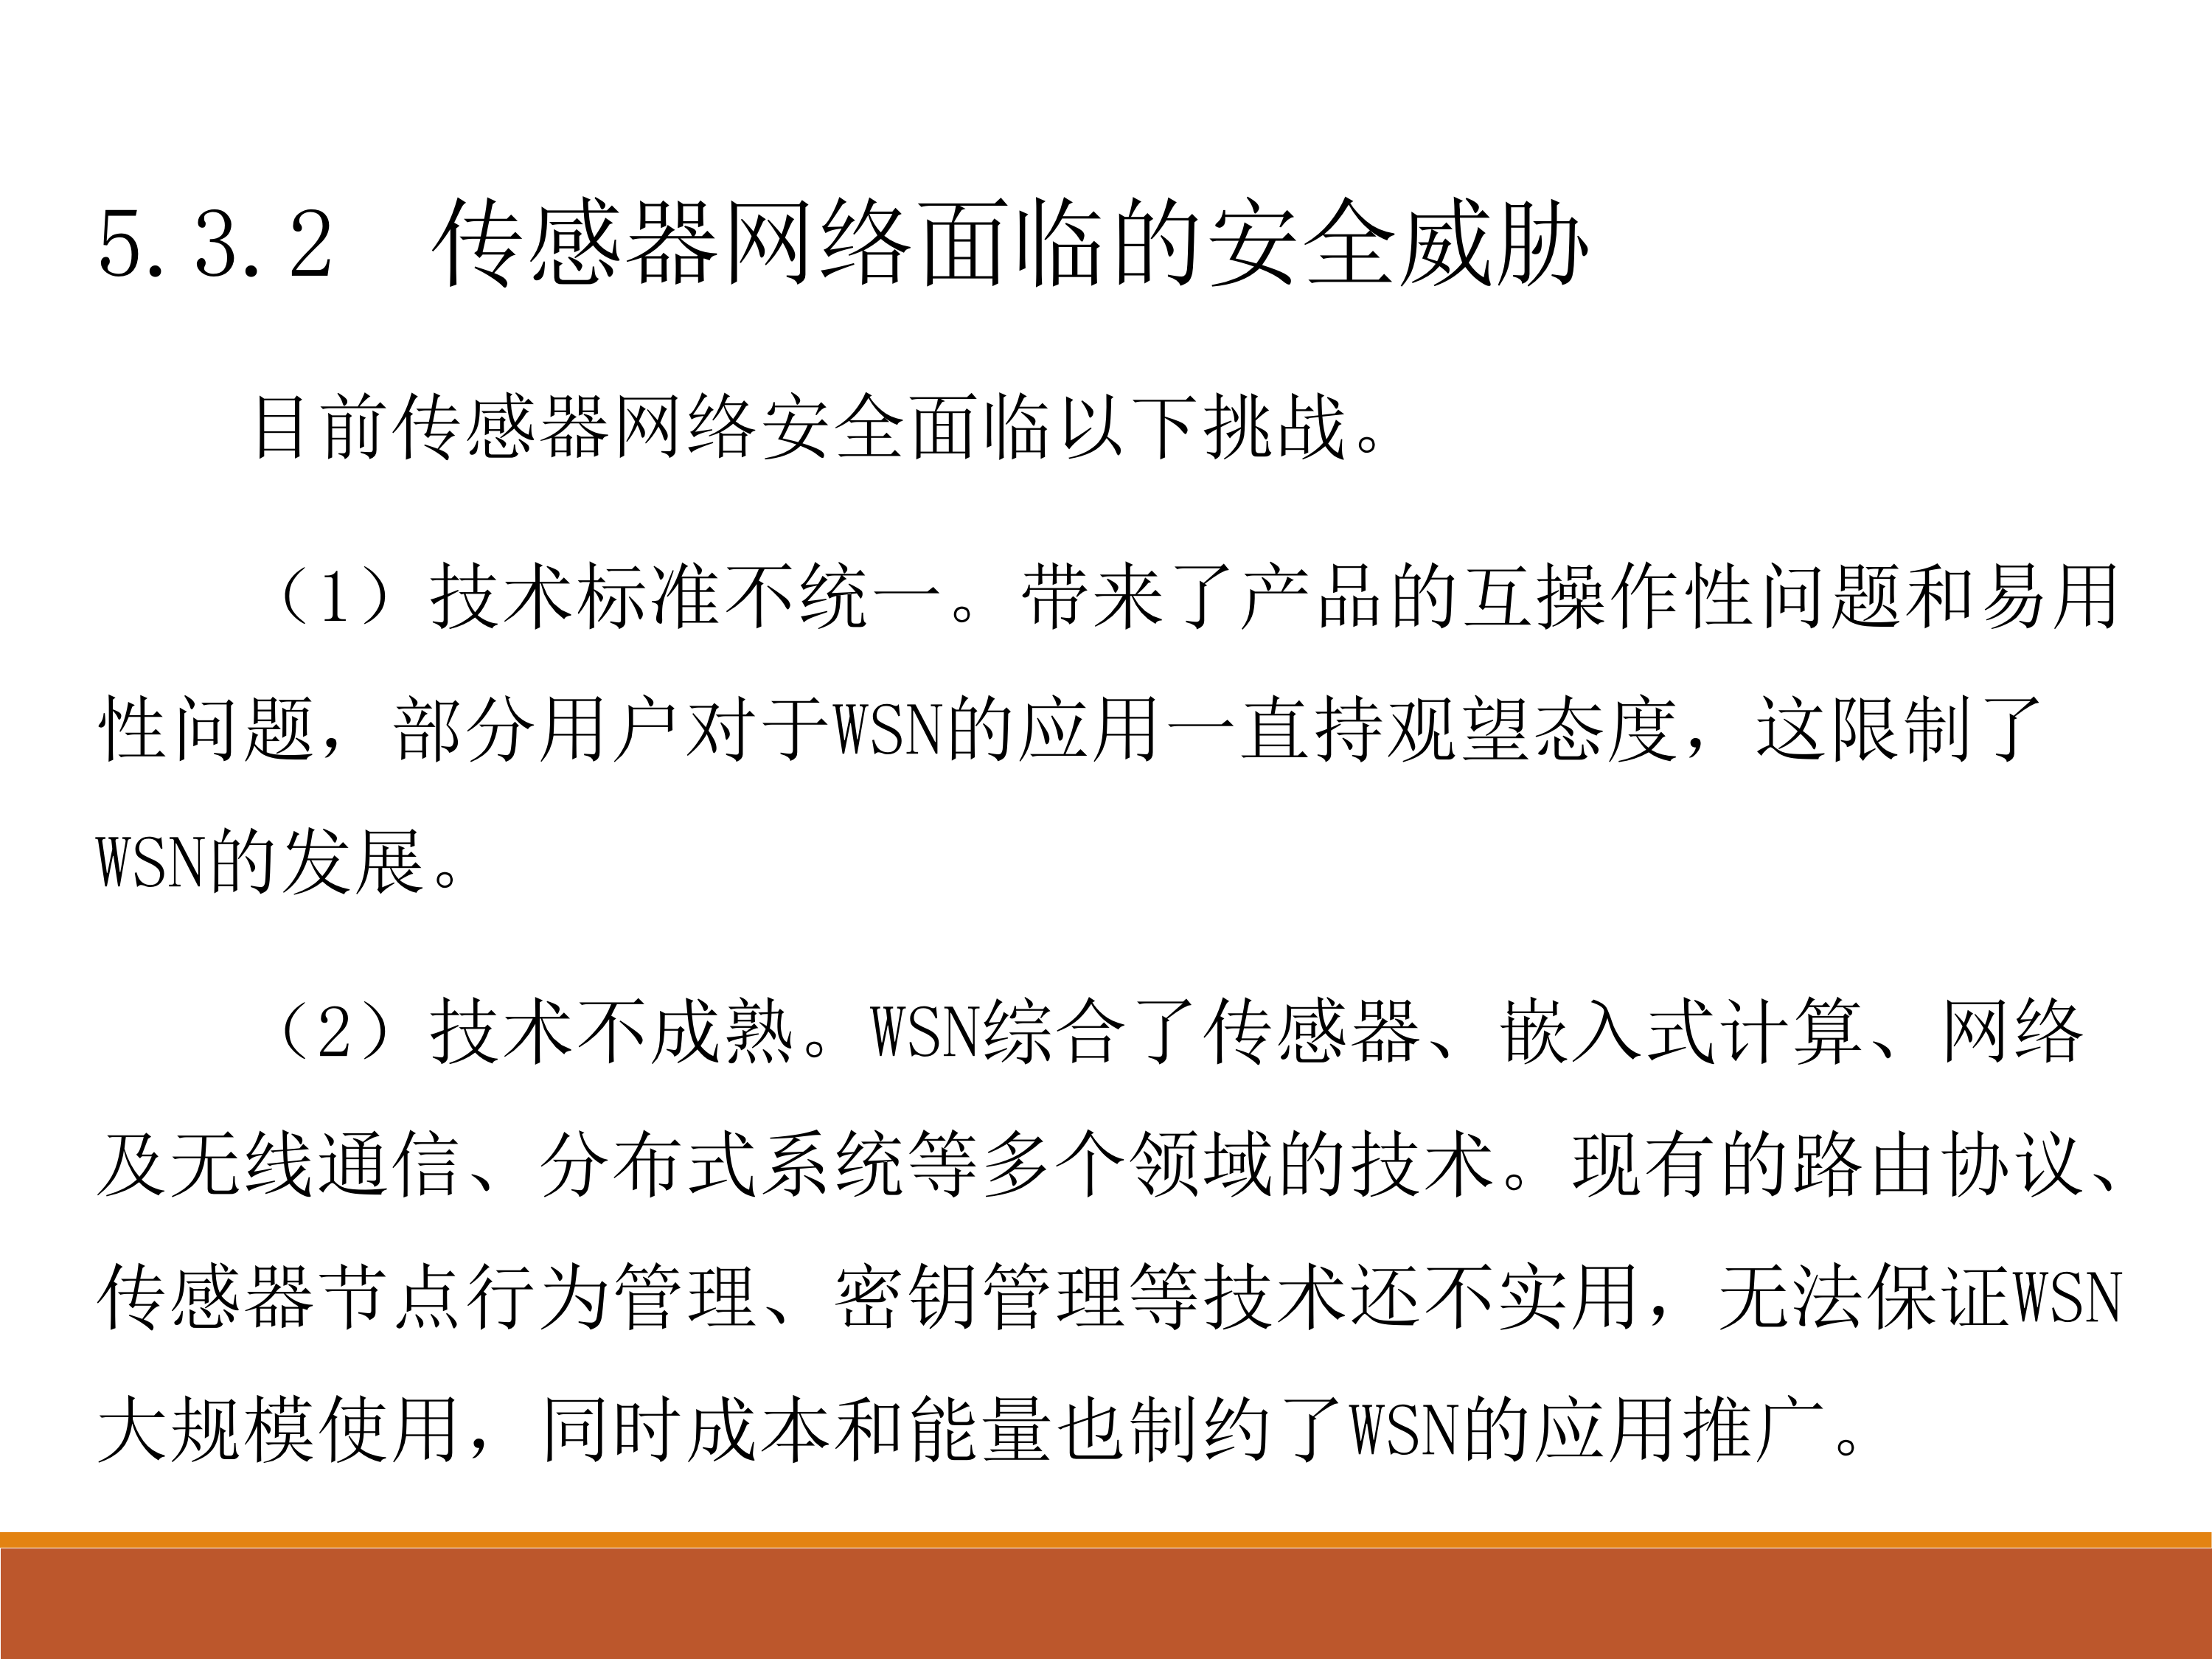 5.3.2 传感器网络面临的安全威胁
目前传感器网络安全面临以下挑战。
（1）技术标准不统一。带来了产品的互操作性问题和易用
性问题，部分用户对于WSN的应用一直持观望态度，这限制了
WSN的发展。
（2）技术不成熟。WSN综合了传感器、嵌入式计算、网络
及无线通信、分布式系统等多个领域的技术。现有的路由协议、
传感器节点行为管理、密钥管理等技术还不实用，无法保证WSN
大规模使用，同时成本和能量也制约了WSN的应用推广。